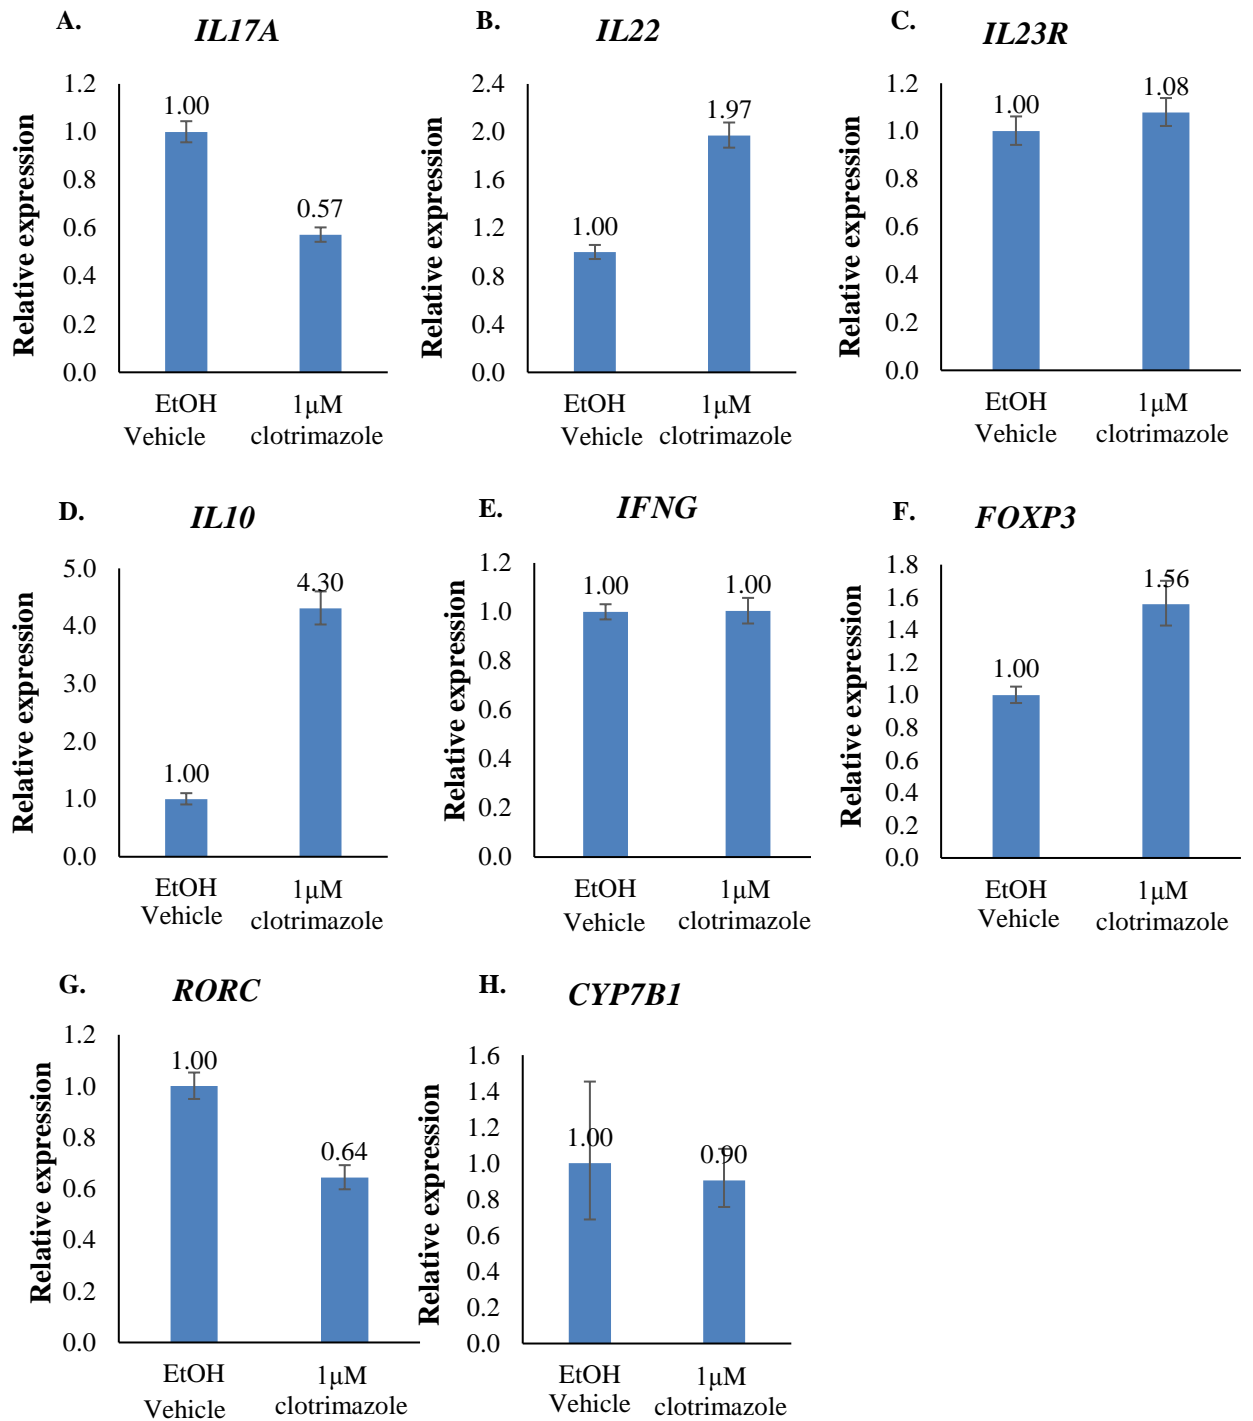 A.
IL17A
Relative expression
1.2
1.0
0.8
0.6
0.4
0.2
0.0
1.00
0.57
EtOH
Vehicle
1μM
clotrimazole
B.
IL22
Relative expression
2.4
2.0
1.6
1.2
0.8
0.4
0.0
1.00
1.97
EtOH
Vehicle
1μM
clotrimazole
C.
IL23R
Relative expression
1.2
1.0
0.8
0.6
0.4
0.2
0.0
1.00
1.08
EtOH
Vehicle
1μM
clotrimazole
D.
IL10
Relative expression
5.0
4.0
3.0
2.0
1.0
0.0
1.00
4.30
EtOH
Vehicle
1μM
clotrimazole
E.
IFNG
Relative expression
1.2
1.0
0.8
0.6
0.4
0.2
0.0
1.00
1.00
EtOH
Vehicle
1μM
clotrimazole
F.
FOXP3
Relative expression
1.8
1.6
1.4
1.2
1.0
0.8
0.6
0.4
0.2
0.0
1.00
1.56
EtOH
Vehicle
1μM
clotrimazole
G.
RORC
Relative expression
1.2
1.0
0.8
0.6
0.4
0.2
0.0
1.00
0.64
EtOH
Vehicle
1μM
clotrimazole
H.
CYP7B1
Relative expression
1.6
1.4
1.2
1.0
0.8
0.6
0.4
0.2
0.0
1.00
0.90
EtOH
Vehicle
1μM
clotrimazole